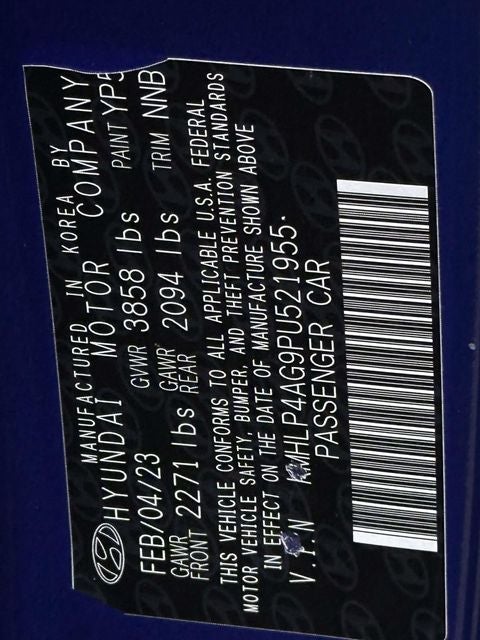 MANUFACTURED IN KOREA BY
HYUNDAI MOTOR COMPANY
FEB/04/23 GVWR 3858 lbs PAINT YP5
GAWR FRONT 2271 lbs GAWR REAR 2094 lbs TRIM NNB
THIS VEHICLE CONFORMS TO ALL APPLICABLE U.S.A. FEDERAL
MOTOR VEHICLE SAFETY, BUMPER, AND THEFT PREVENTION STANDARDS
IN EFFECT ON THE DATE OF MANUFACTURE SHOWN ABOVE
V.I.N KMHLP4AG9PU521955
PASSENGER CAR